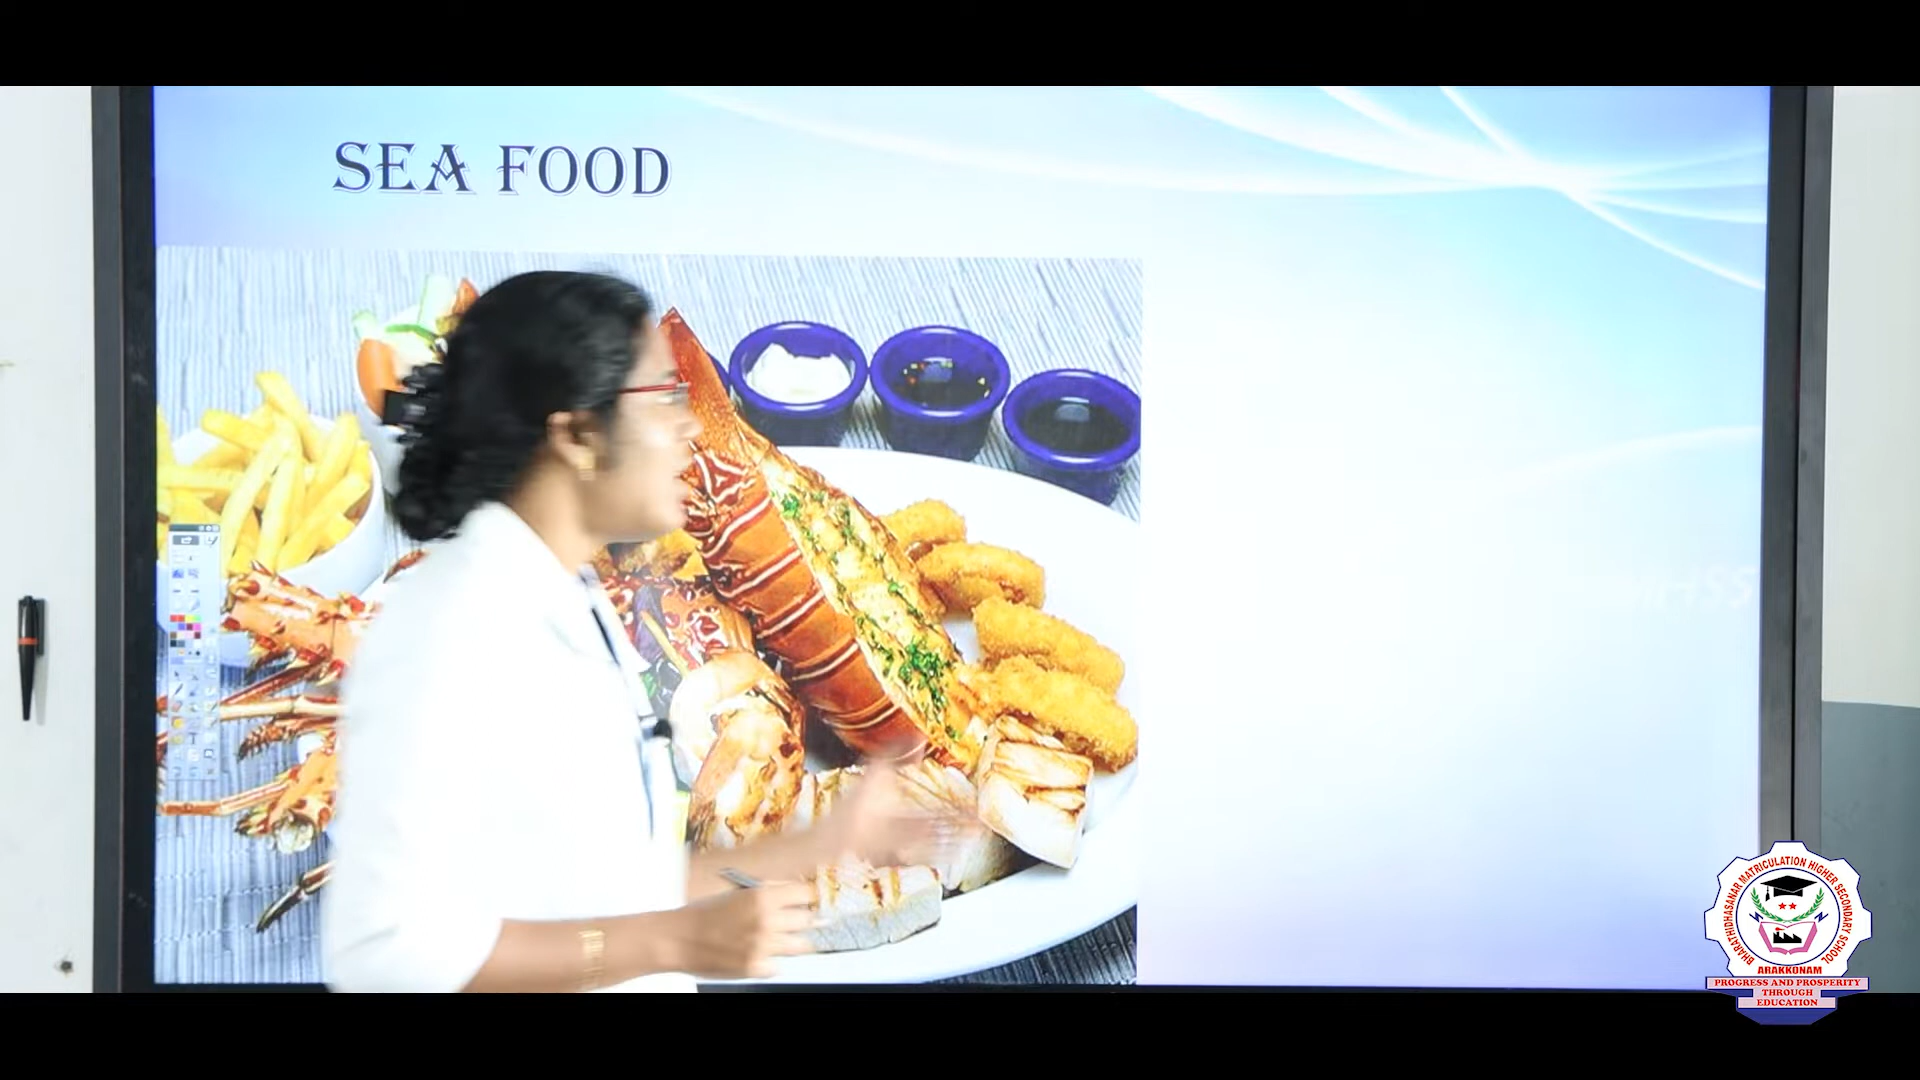 SEA FOOD
BHARATHIDHASANAR MATRICULATION HIGHER SECONDARY SCHOOL
ARAKKONAM
PROGRESS AND PROSPERITY
THROUGH
EDUCATION